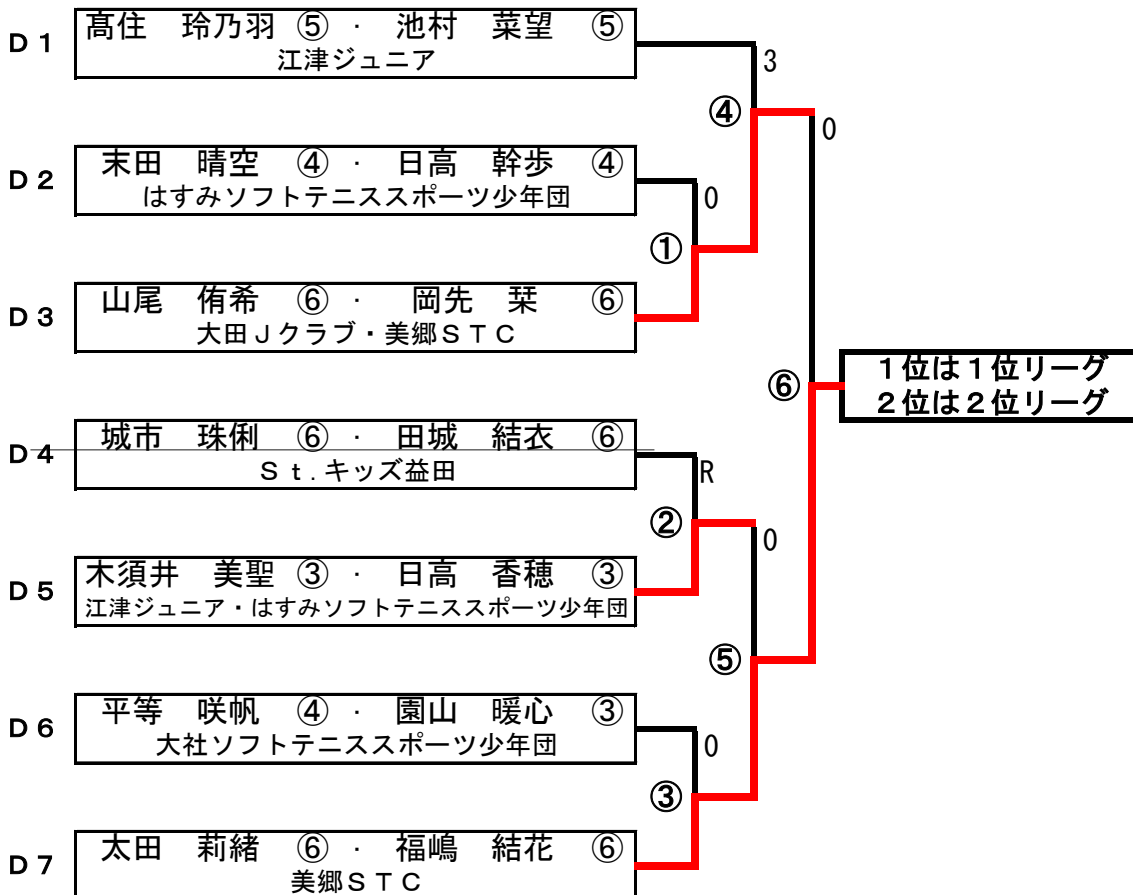 D1 髙住 玲乃羽 ⑤ ・ 池村 菜望 ⑤
江津ジュニア
3
④
0
D2 末田 晴空 ④ ・ 日高 幹歩 ④
はすみソフトテニススポーツ少年団
0
①
D3 山尾 侑希 ⑥ ・ 岡先 栞 ⑥
大田Jクラブ・美郷STC
1位は1位リーグ
⑥
2位は2位リーグ
D4 城市 珠俐 ⑥ ・ 田城 結衣 ⑥
St.キッズ益田
R
②
0
D5 木須井 美聖 ③ ・ 日高 香穂 ③
江津ジュニア・はすみソフトテニススポーツ少年団
⑤
D6 平等 咲帆 ④ ・ 園山 暖心 ③
大社ソフトテニススポーツ少年団
0
③
D7 太田 莉緒 ⑥ ・ 福嶋 結花 ⑥
美郷STC